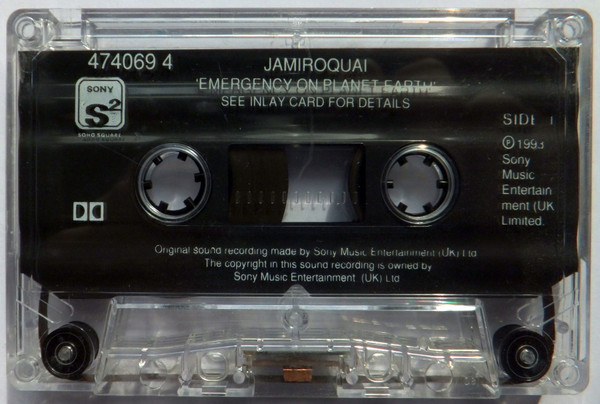 474069 4
JAMIROQUAI
'EMERGENCY ON PLANET EARTH'
SEE INLAY CARD FOR DETAILS
SONY
S2
SOHO SQUARE
SIDE 1
℗ 1993
Sony
Music
Entertain
ment (UK
Limited.
Original sound recording made by Sony Music Entertainment (UK) Ltd
The copyright in this sound recording is owned by
Sony Music Entertainment (UK) Ltd